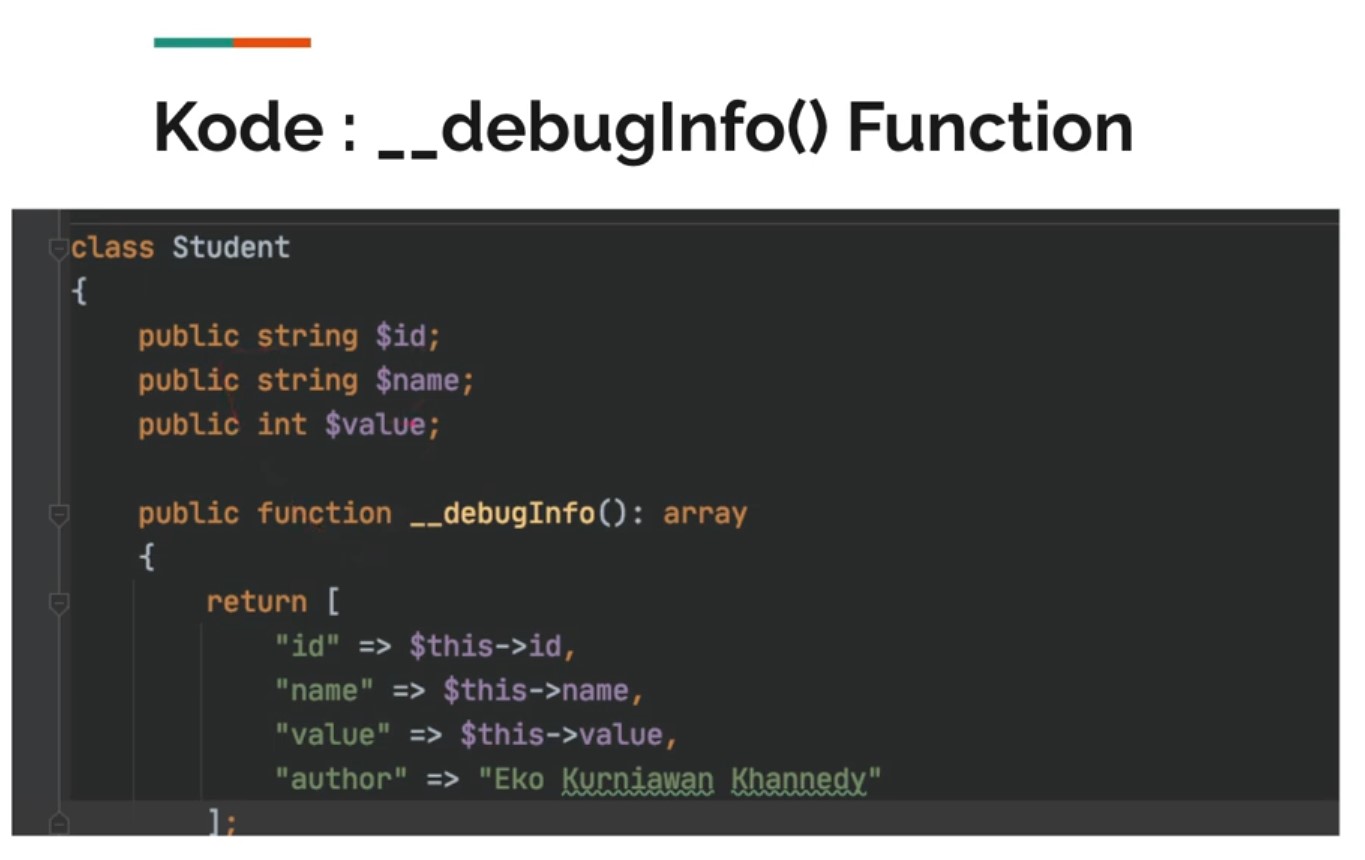 Kode : __debugInfo() Function
class Student
{
    public string $id;
    public string $name;
    public int $value;
    public function __debugInfo(): array
    {
        return [
            "id" => $this->id,
            "name" => $this->name,
            "value" => $this->value,
            "author" => "Eko Kurniawan Khannedy"
        ];